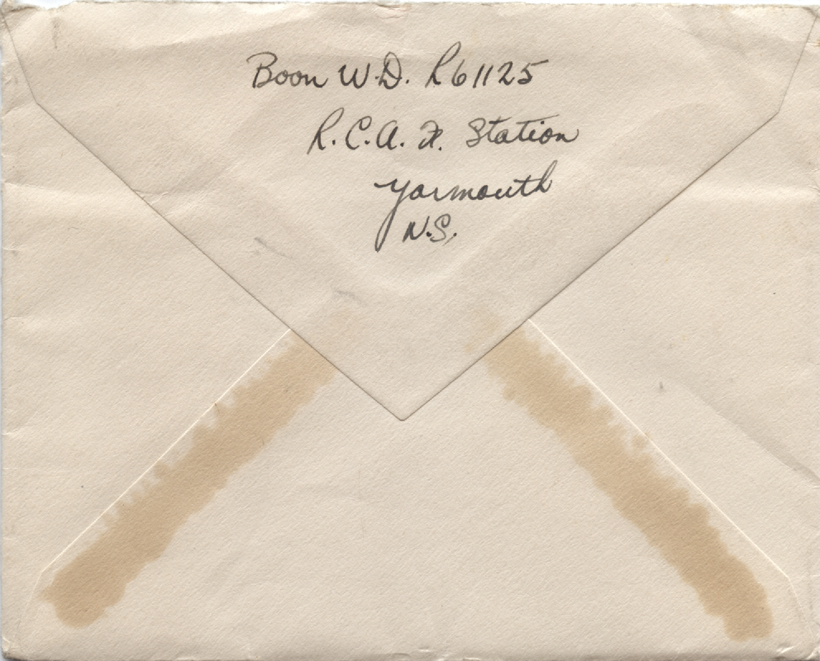 Boon W.D. R61125
R.C.A.F. Station
Yarmouth
N.S.